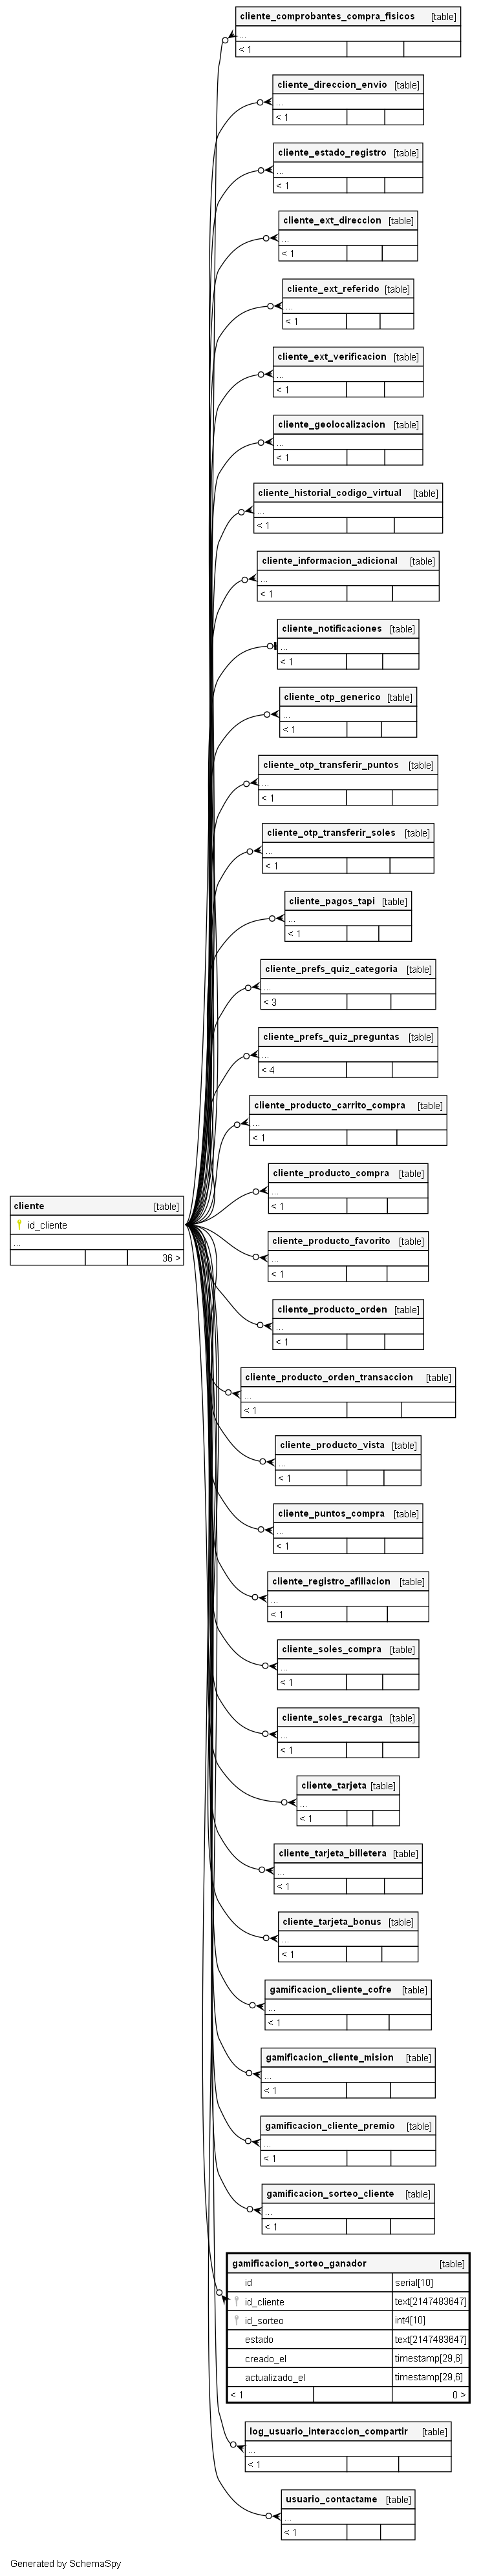 cliente_comprobantes_compra_fisicos [table]
...
< 1
cliente_direccion_envio [table]
...
< 1
cliente_estado_registro [table]
...
< 1
cliente_ext_direccion [table]
...
< 1
cliente_ext_referido [table]
...
< 1
cliente_ext_verificacion [table]
...
< 1
cliente_geolocalizacion [table]
...
< 1
cliente_historial_codigo_virtual [table]
...
< 1
cliente_informacion_adicional [table]
...
< 1
cliente_notificaciones [table]
...
< 1
cliente_otp_generico [table]
...
< 1
cliente_otp_transferir_puntos [table]
...
< 1
cliente_otp_transferir_soles [table]
...
< 1
cliente_pagos_tapi [table]
...
< 1
cliente_prefs_quiz_categoria [table]
...
< 3
cliente_prefs_quiz_preguntas [table]
...
< 4
cliente_producto_carrito_compra [table]
...
< 1
cliente_producto_compra [table]
...
< 1
cliente [table]
id_cliente
...
36 >
cliente_producto_favorito [table]
...
< 1
cliente_producto_orden [table]
...
< 1
cliente_producto_orden_transaccion [table]
...
< 1
cliente_producto_vista [table]
...
< 1
cliente_puntos_compra [table]
...
< 1
cliente_registro_afiliacion [table]
...
< 1
cliente_soles_compra [table]
...
< 1
cliente_soles_recarga [table]
...
< 1
cliente_tarjeta [table]
...
< 1
cliente_tarjeta_billetera [table]
...
< 1
cliente_tarjeta_bonus [table]
...
< 1
gamificacion_cliente_cofre [table]
...
< 1
gamificacion_cliente_mision [table]
...
< 1
gamificacion_cliente_premio [table]
...
< 1
gamificacion_sorteo_cliente [table]
...
< 1
gamificacion_sorteo_ganador [table]
id serial[10]
id_cliente text[2147483647]
id_sorteo int4[10]
estado text[2147483647]
creado_el timestamp[29,6]
actualizado_el timestamp[29,6]
< 1 0 >
log_usuario_interaccion_compartir [table]
...
< 1
usuario_contactame [table]
...
< 1
Generated by SchemaSpy